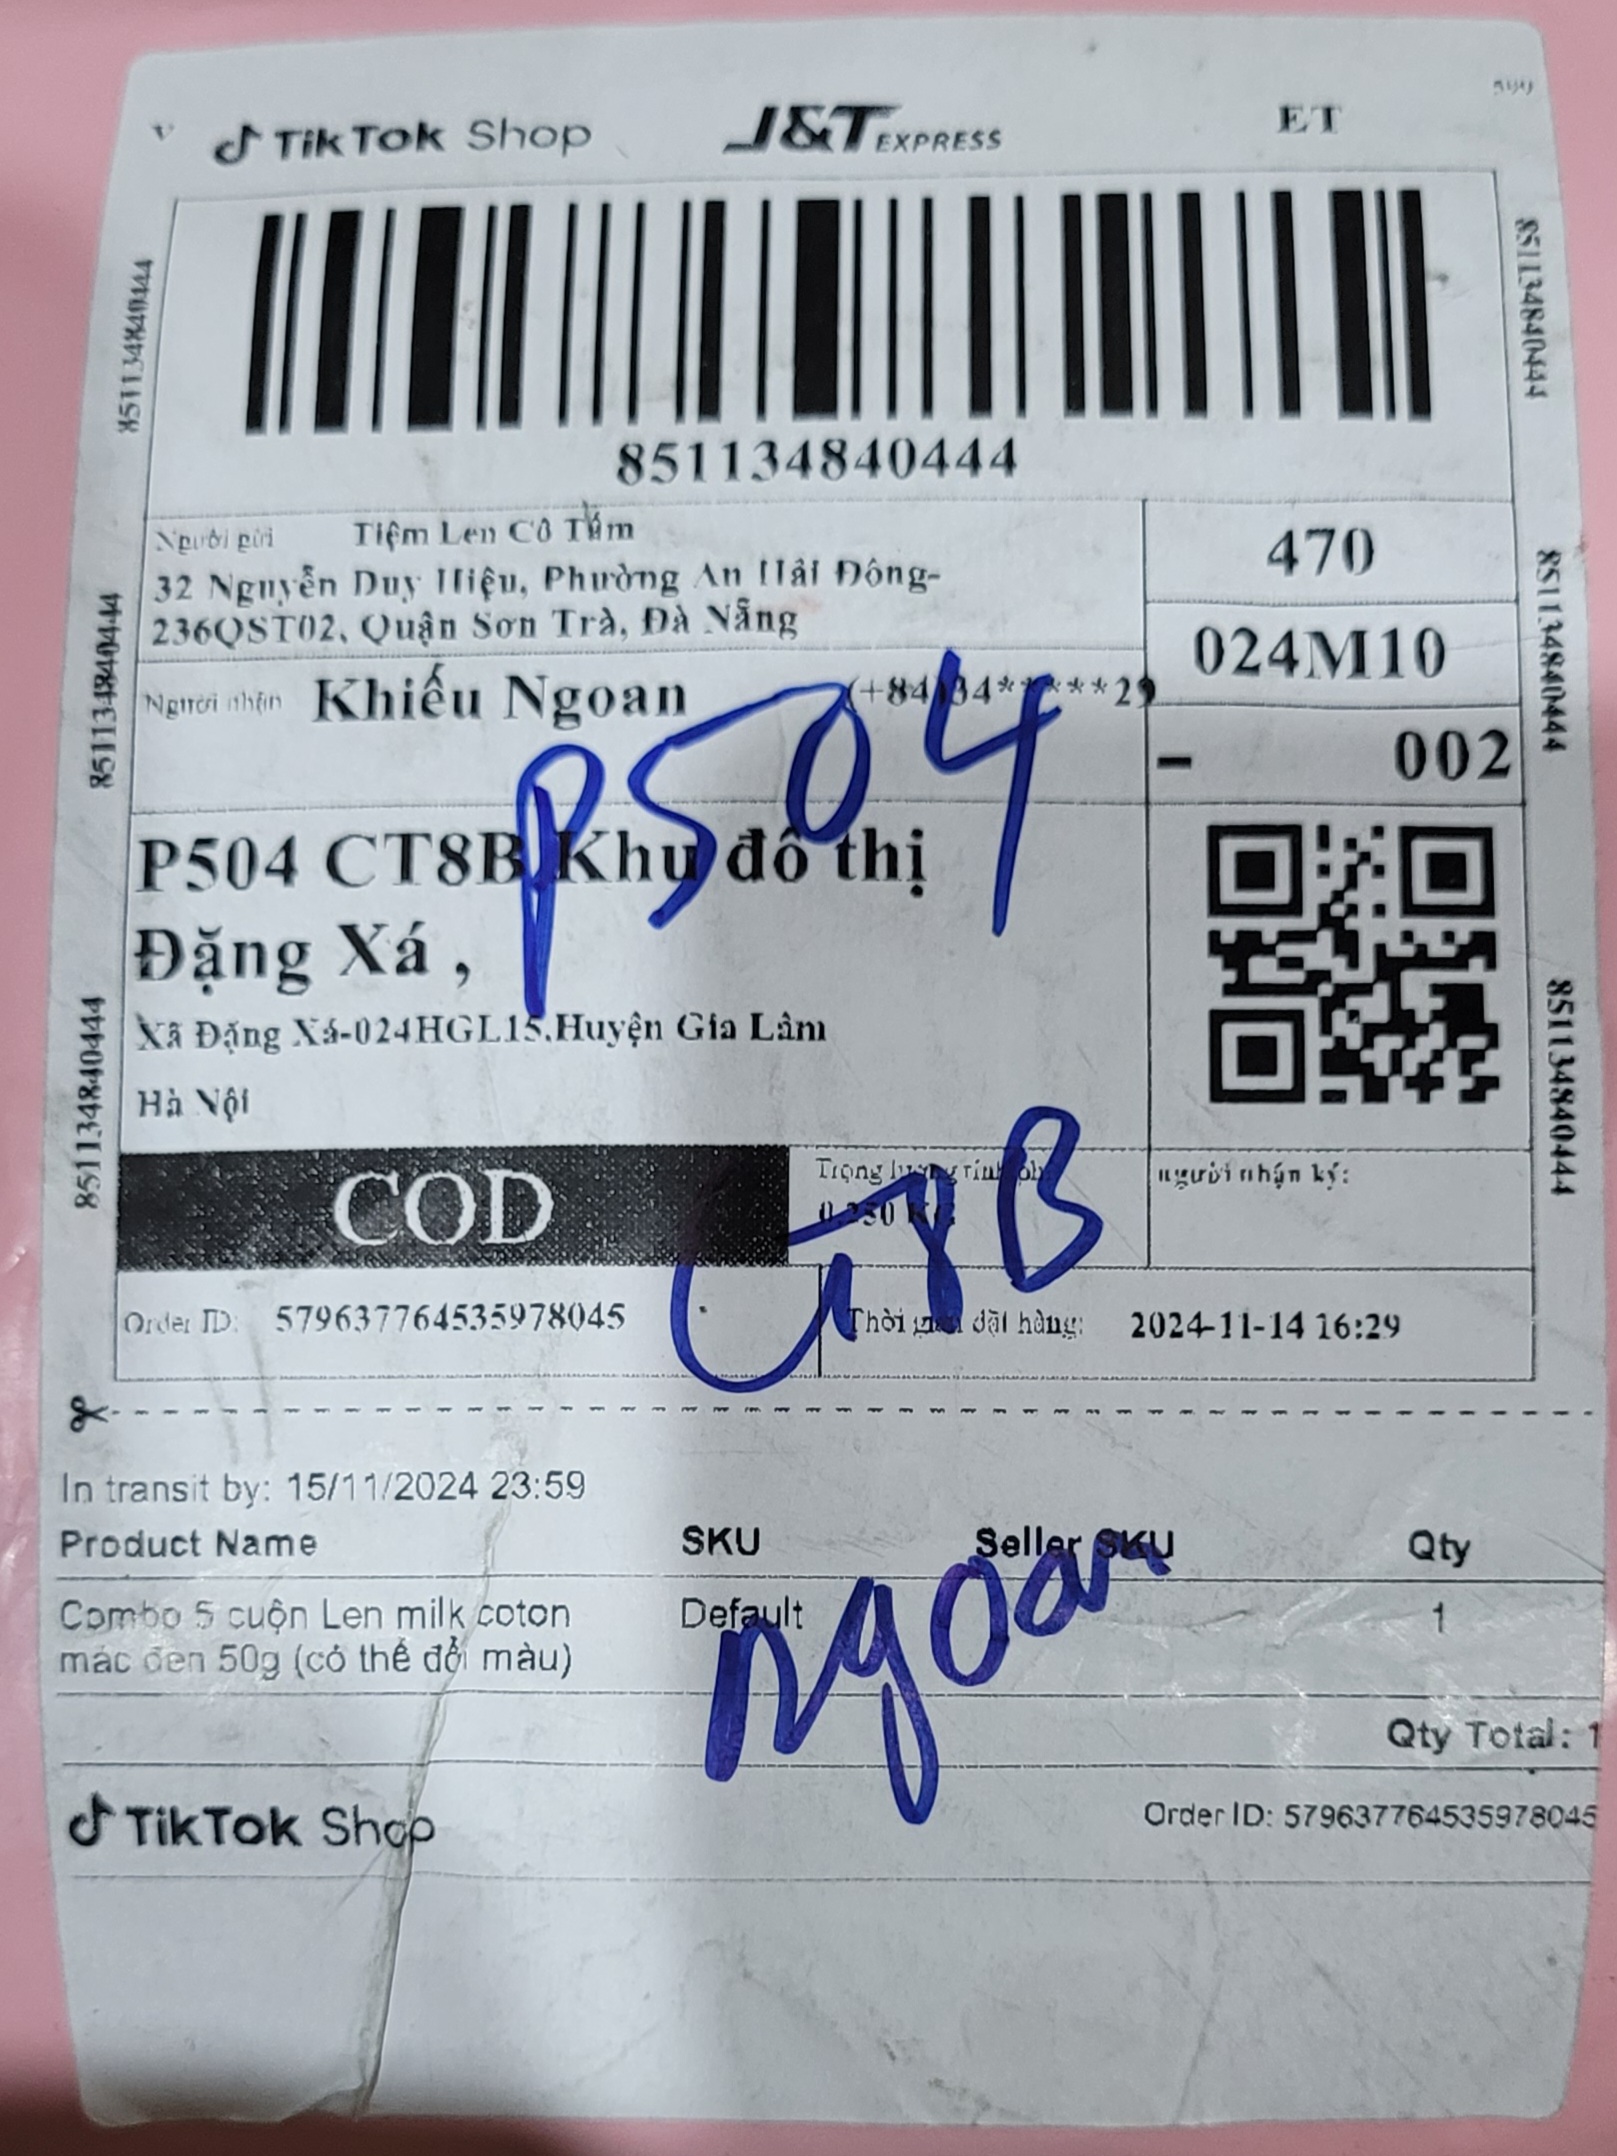 TikTok Shop J&T EXPRESS ET
851134840444
851134840444
851134840444
851134840444
851134840444
851134840444
851134840444
Người gửi Tiệm Len Cô Tấm
32 Nguyễn Duy Hiệu, Phường An Hải Đông-
236QST02, Quận Sơn Trà, Đà Nẵng
470
024M10
- 002
Người nhận Khiếu Ngoan (+84)34*****29
P504
P504 CT8B Khu đô thị
Đặng Xá ,
Xã Đặng Xá-024HGL15,Huyện Gia Lâm
Hà Nội
COD
Trọng lượng tính phí:
0.250 KG
người nhận ký:
CT8B
Order ID: 579637764535978045
Thời gian đặt hàng: 2024-11-14 16:29
In transit by: 15/11/2024 23:59
Product Name SKU Seller SKU Qty
Combo 5 cuộn Len milk coton Default 1
mác đen 50g (có thể đổi màu)
Ngoan
Qty Total: 1
TikTok Shop Order ID: 579637764535978045